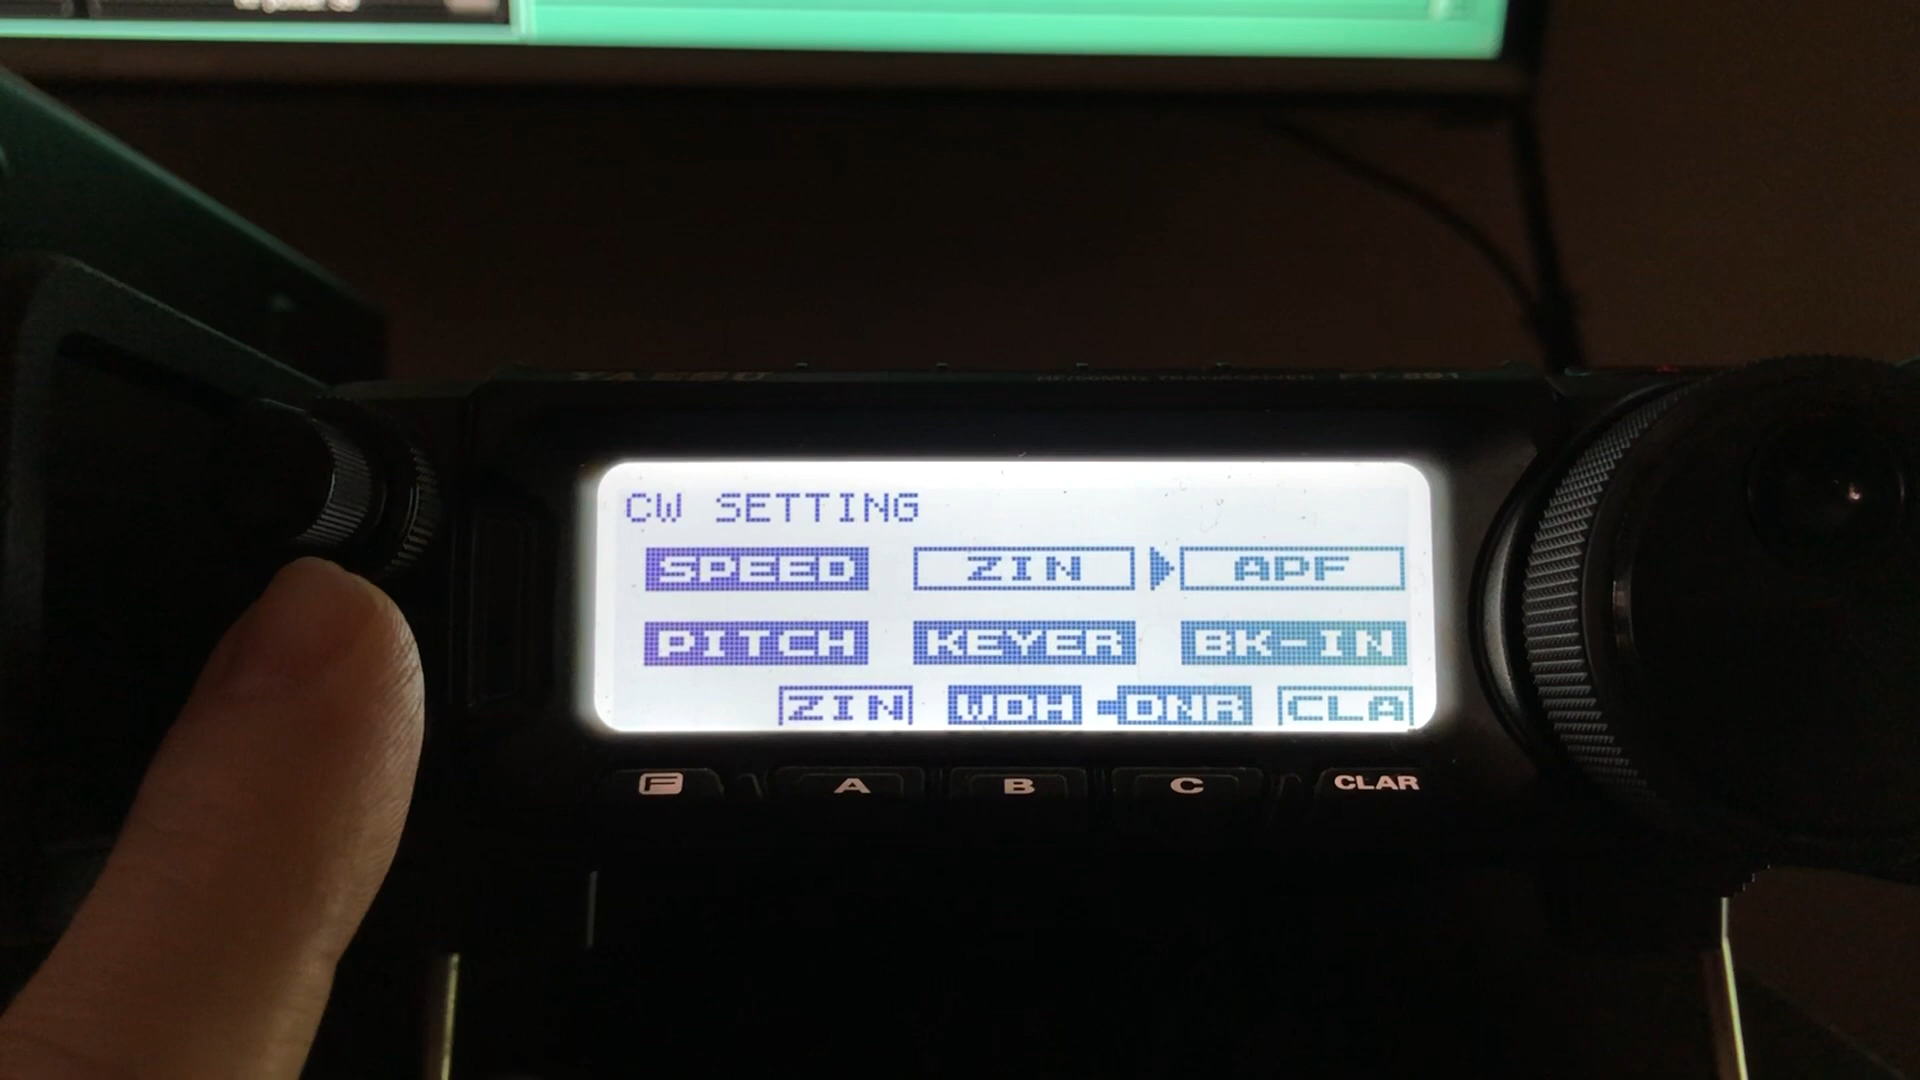 CW SETTING
SPEED ZIN APF
PITCH KEYER BK-IN
ZIN WDH DNR CLA
F A B C CLAR